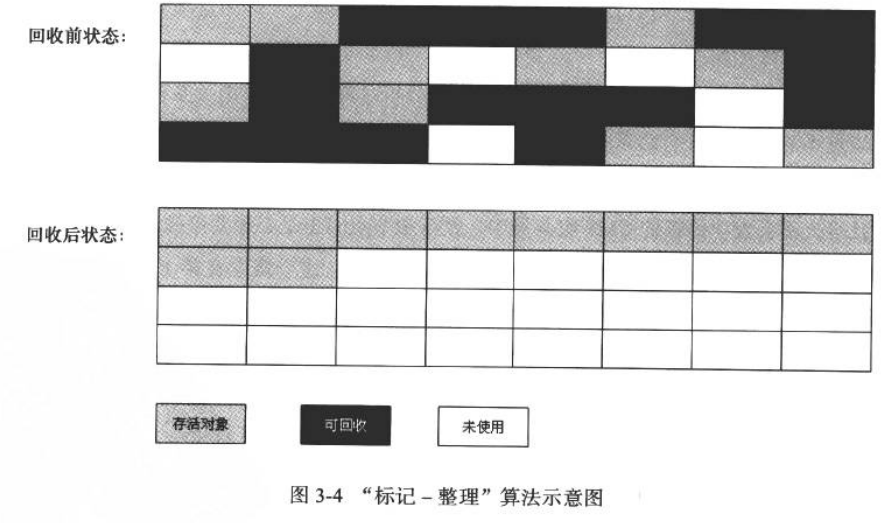 回收前状态：
回收后状态：
存活对象
可回收
未使用
图 3-4 “标记 – 整理”算法示意图